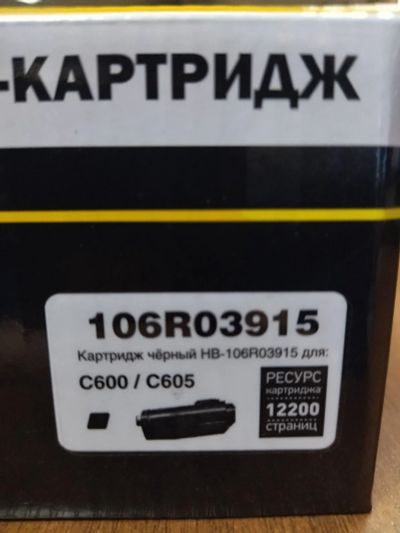 -КАРТРИДЖ
106R03915
Картридж чёрный HB-106R03915 для:
C600 / C605
РЕСУРС
картриджа
12200
страниц